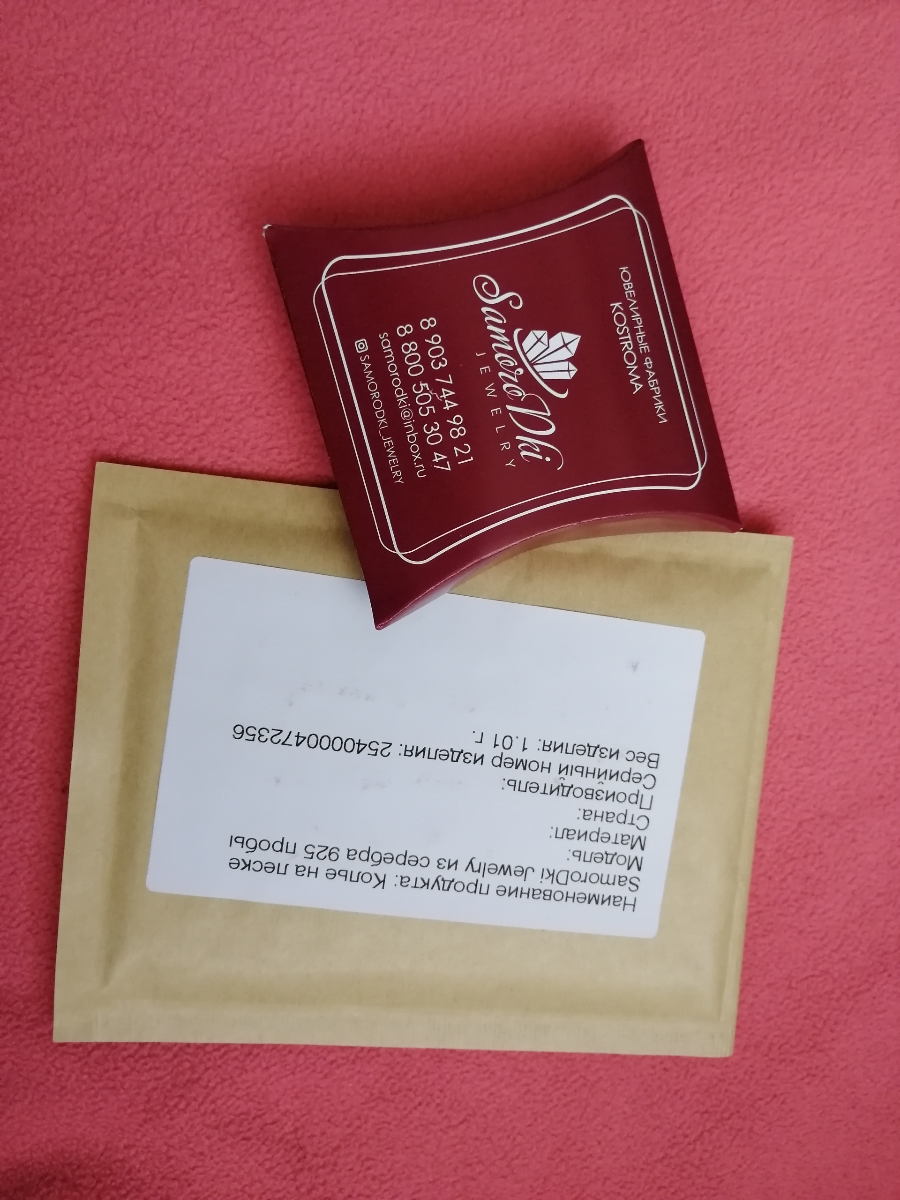 ЮВЕЛИРНЫЕ ФАБРИКИ
KOSTROMA
SamoroDki
JEWELRY
8 903 744 98 21
8 800 505 30 47
samorodki@inbox.ru
SAMORODKI_JEWELRY
Наименование продукта: Колье на леске
SamoroDki Jewelry из серебра 925 пробы
Модель:
Материал:
Страна:
Производитель:
Серийный номер изделия: 2540000472356
Вес изделия: 1.01 г.